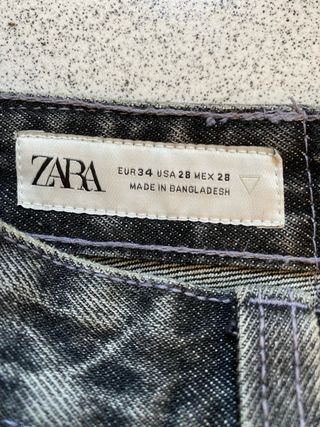 ZARA
EUR 34 USA 28 MEX 28
MADE IN BANGLADESH